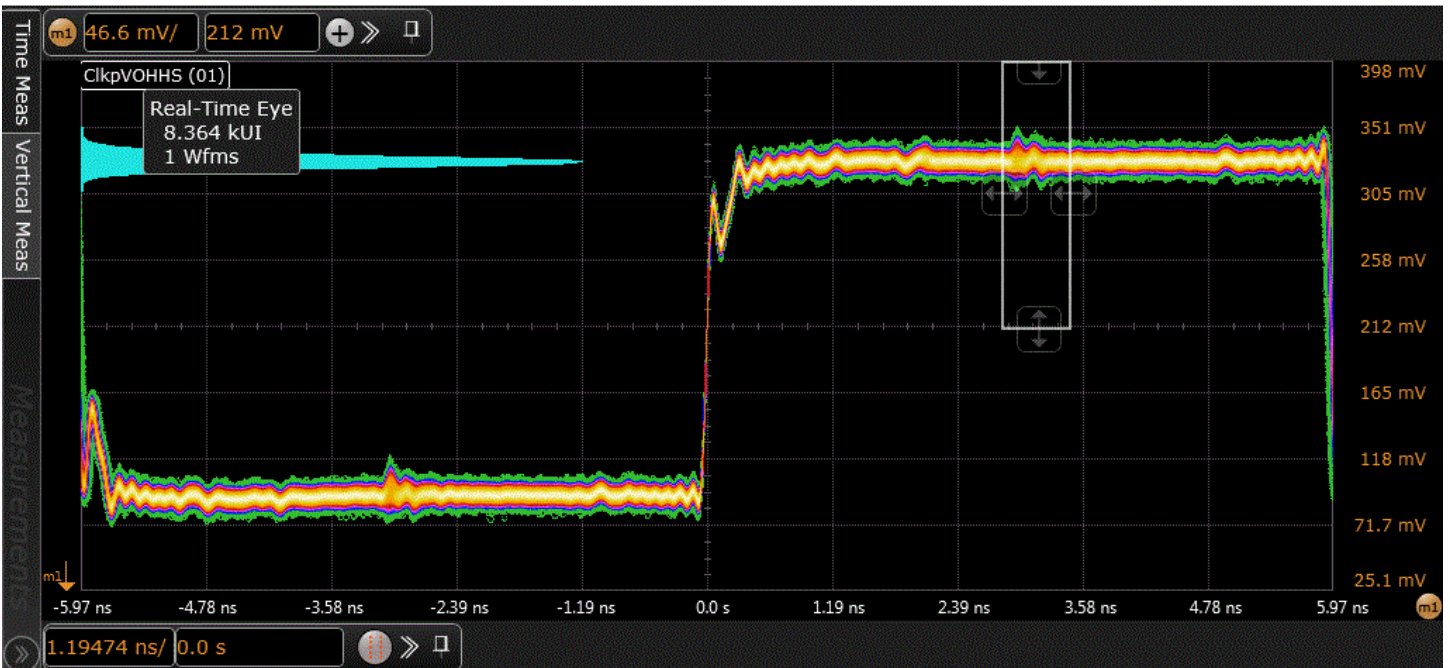 Time Meas
Vertical Meas
Measurements
m1 46.6 mV/ 212 mV
ClkpVOHHS (01)
Real-Time Eye
8.364 kUI
1 Wfms
398 mV
351 mV
305 mV
258 mV
212 mV
165 mV
118 mV
71.7 mV
25.1 mV
m1
-5.97 ns -4.78 ns -3.58 ns -2.39 ns -1.19 ns 0.0 s 1.19 ns 2.39 ns 3.58 ns 4.78 ns 5.97 ns m1
1.19474 ns/ 0.0 s